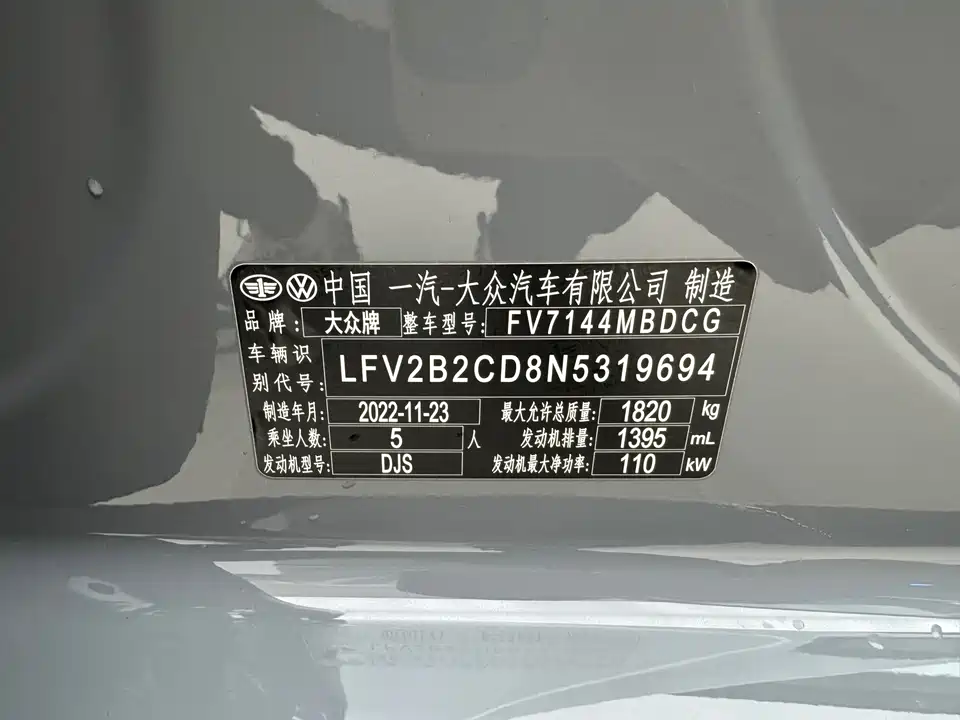 中国 一汽-大众汽车有限公司 制造
品牌: 大众牌 整车型号: FV7144MBDCG
车辆识别代号: LFV2B2CD8N5319694
制造年月: 2022-11-23 最大允许总质量: 1820 kg
乘坐人数: 5 人 发动机排量: 1395 mL
发动机型号: DJS 发动机最大净功率: 110 kW